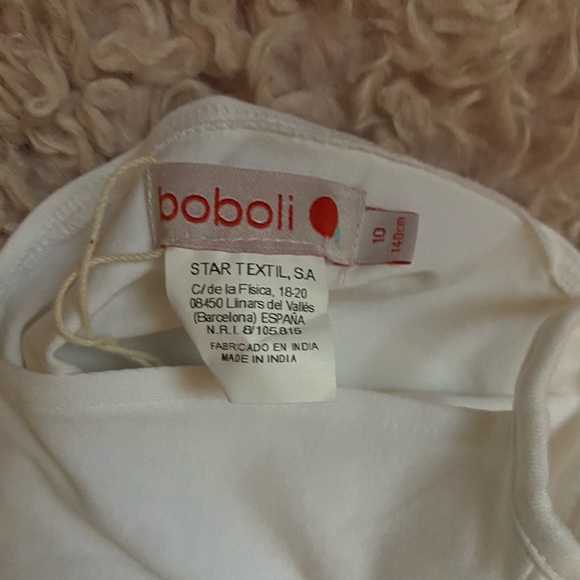 boboli
10
140cm
STAR TEXTIL, S.A
C/ de la Física, 18-20
08450 Llinars del Vallés
(Barcelona) ESPAÑA
N.R.I. 8/105.815
FABRICADO EN INDIA
MADE IN INDIA